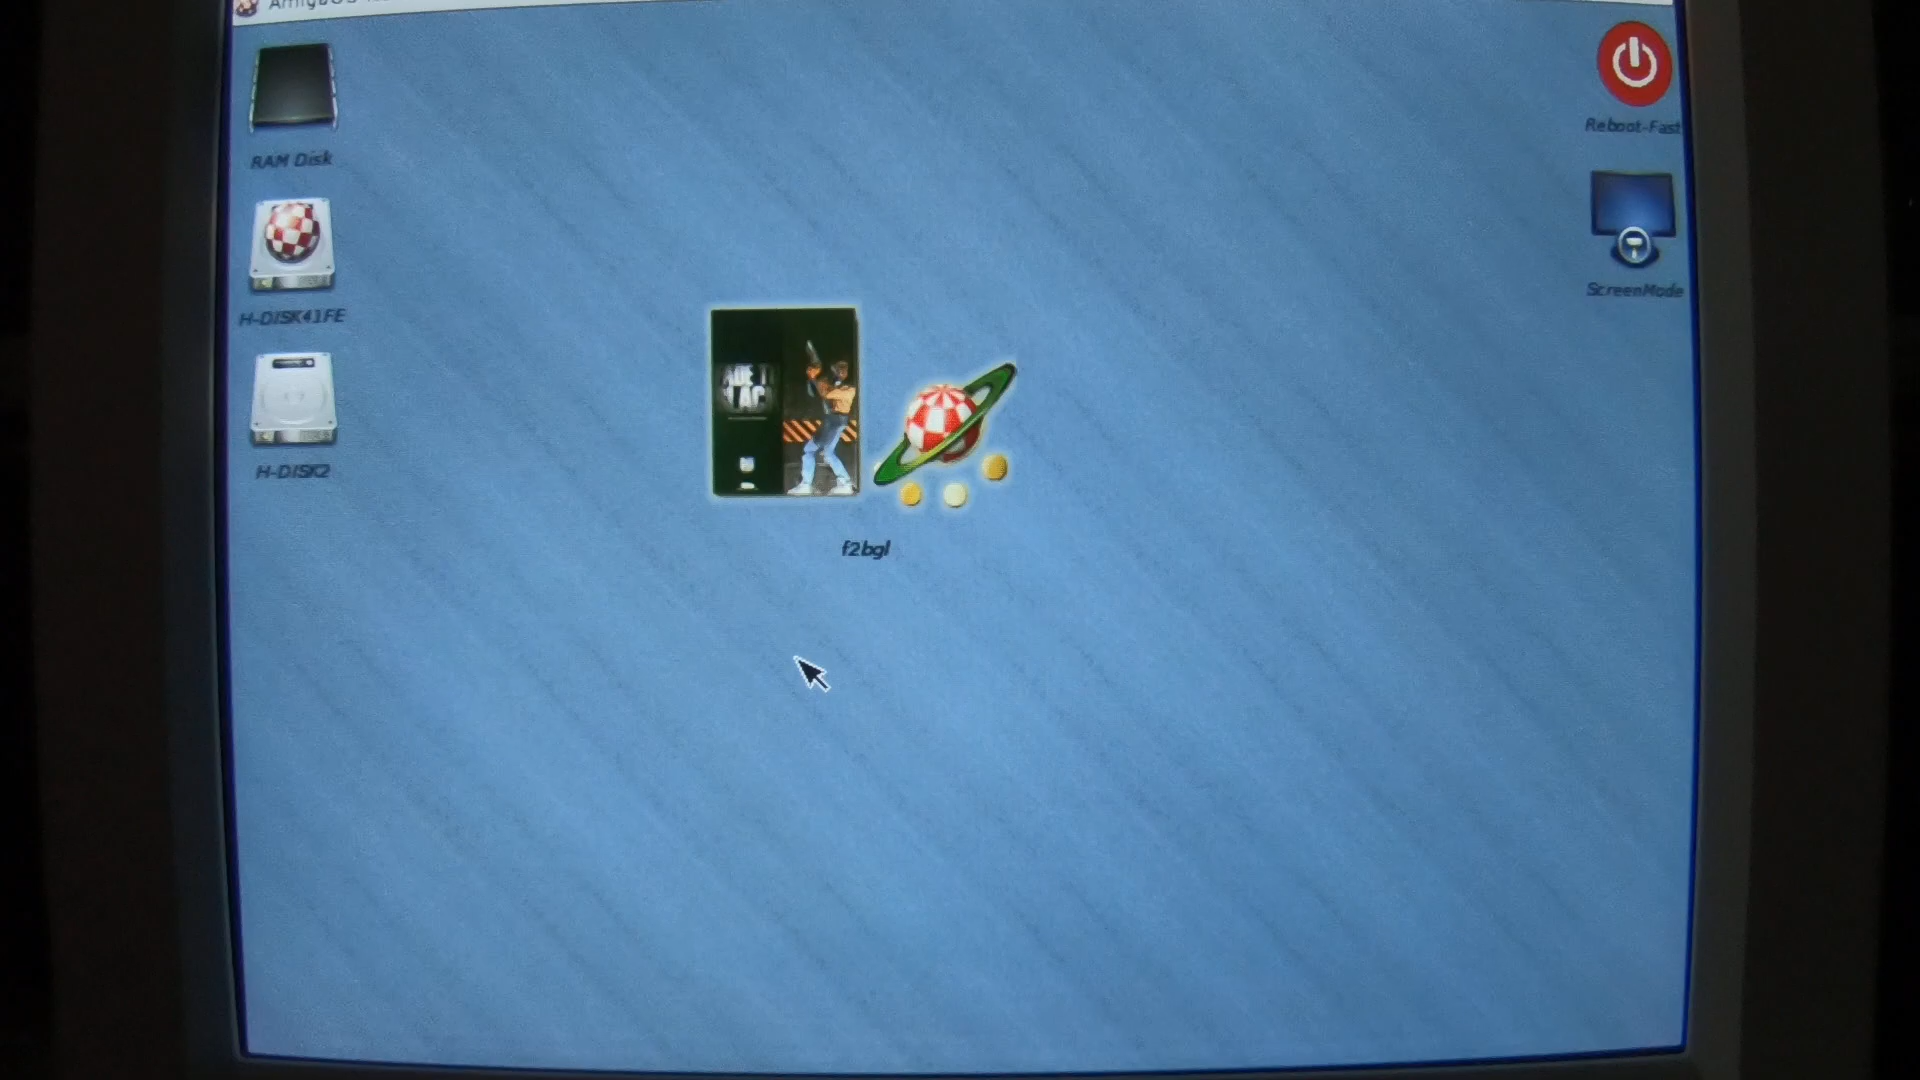 RAM Disk
H-DISK41FE
H-DISK2
f2bgl
Reboot-Fast
ScreenMode